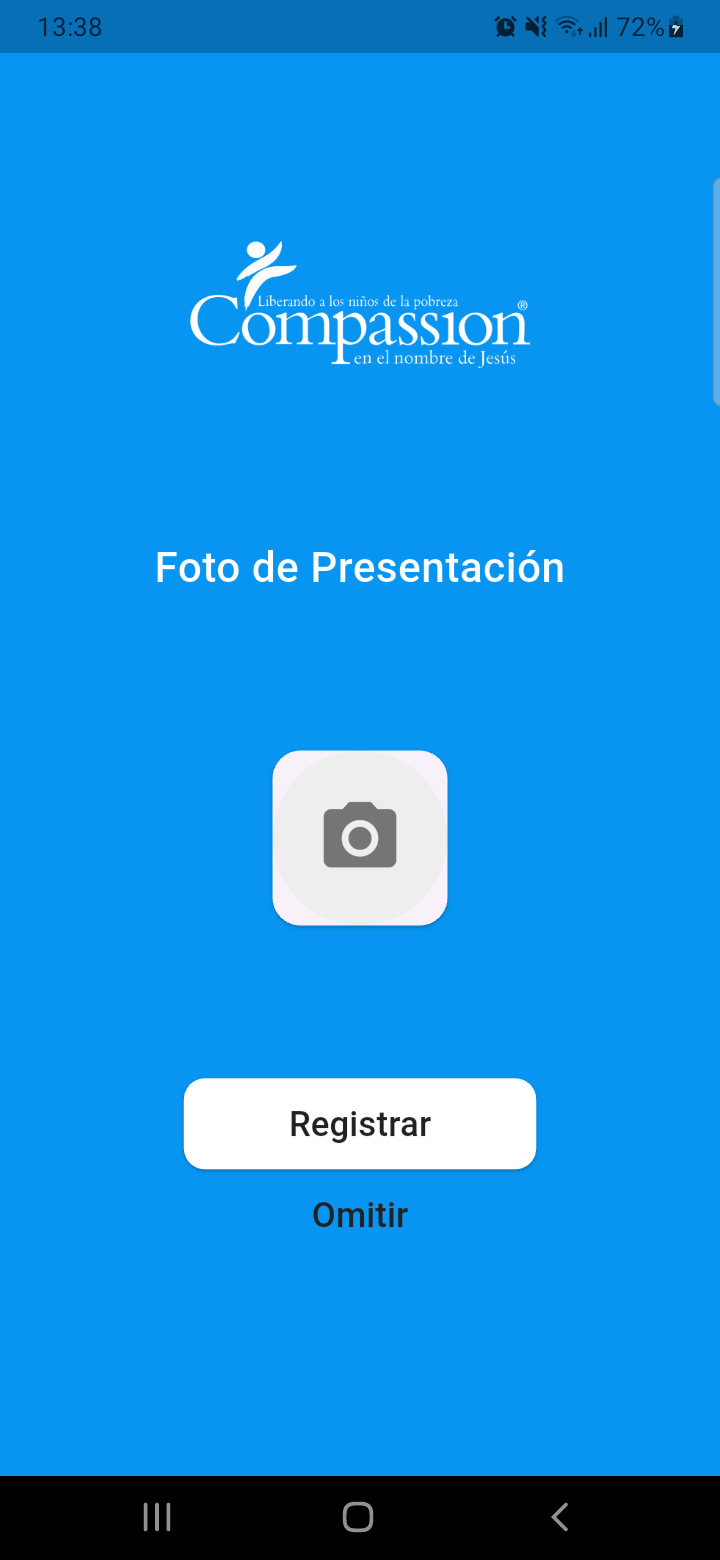 13:38
72%
Liberando a los niños de la pobreza
Compassion®
en el nombre de Jesús
Foto de Presentación
Registrar
Omitir